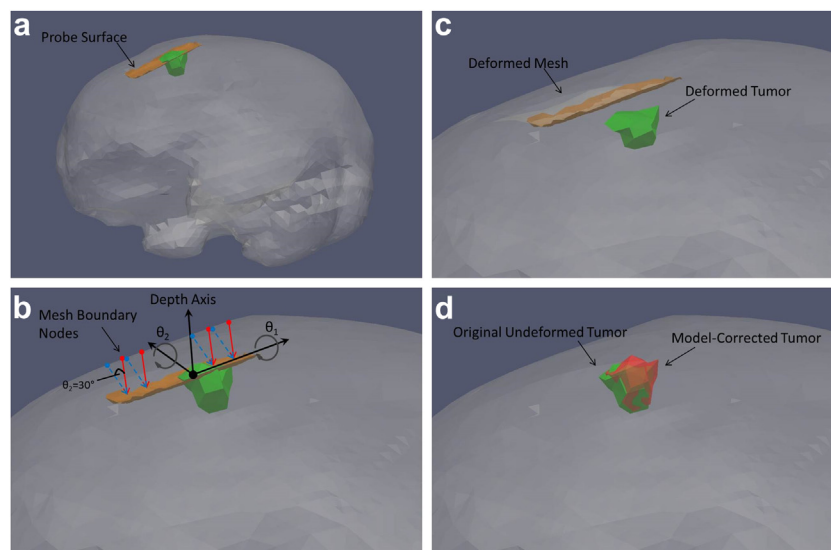 a
Probe Surface
c
Deformed Mesh
Deformed Tumor
b
Mesh Boundary
Nodes
Depth Axis
θ₂
θ₁
θ₂=30°
d
Original Undeformed Tumor
Model-Corrected Tumor